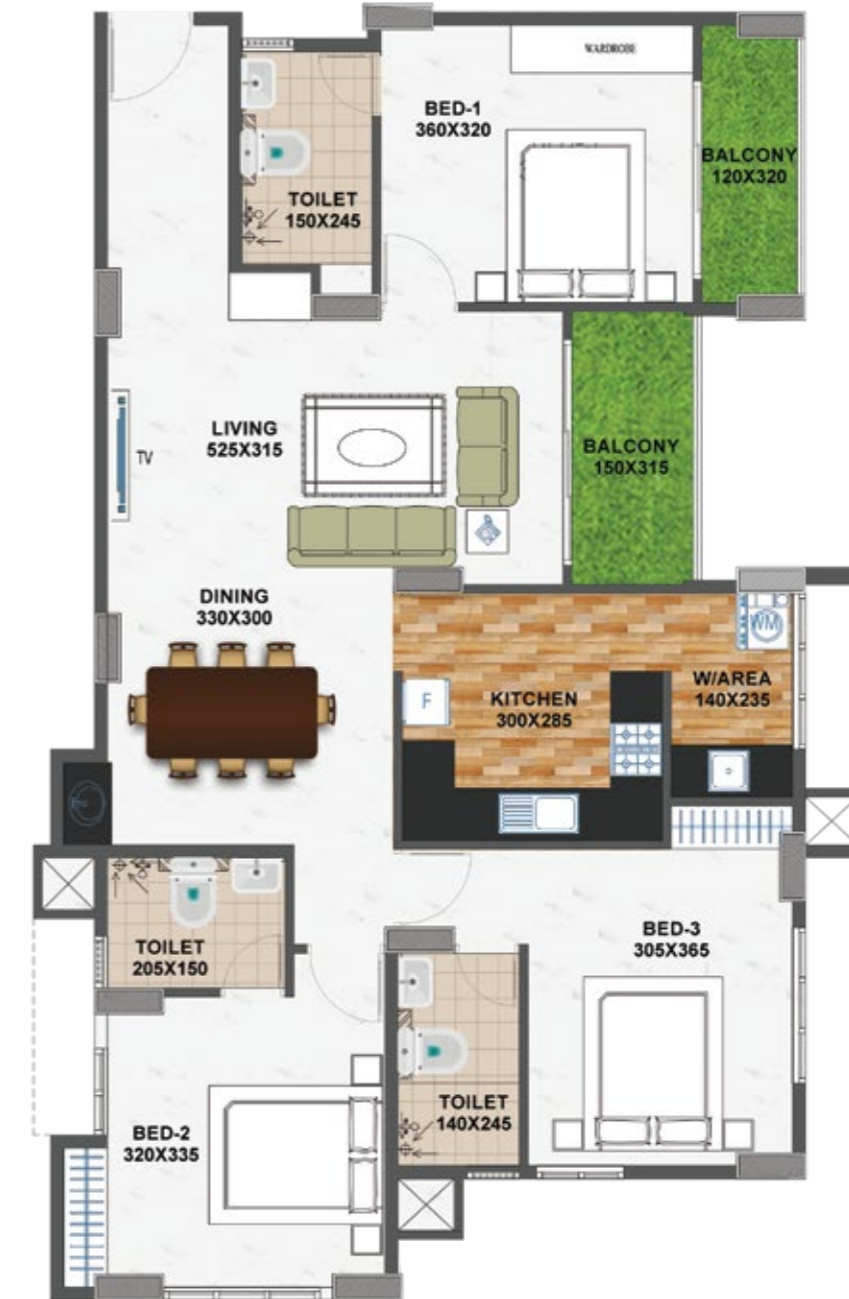 WARDROBE
BED-1
360X320
BALCONY
120X320
TOILET
150X245
LIVING
525X315
TV
BALCONY
150X315
DINING
330X300
WM
W/AREA
140X235
F
KITCHEN
300X285
BED-3
305X365
TOILET
205X150
TOILET
140X245
BED-2
320X335